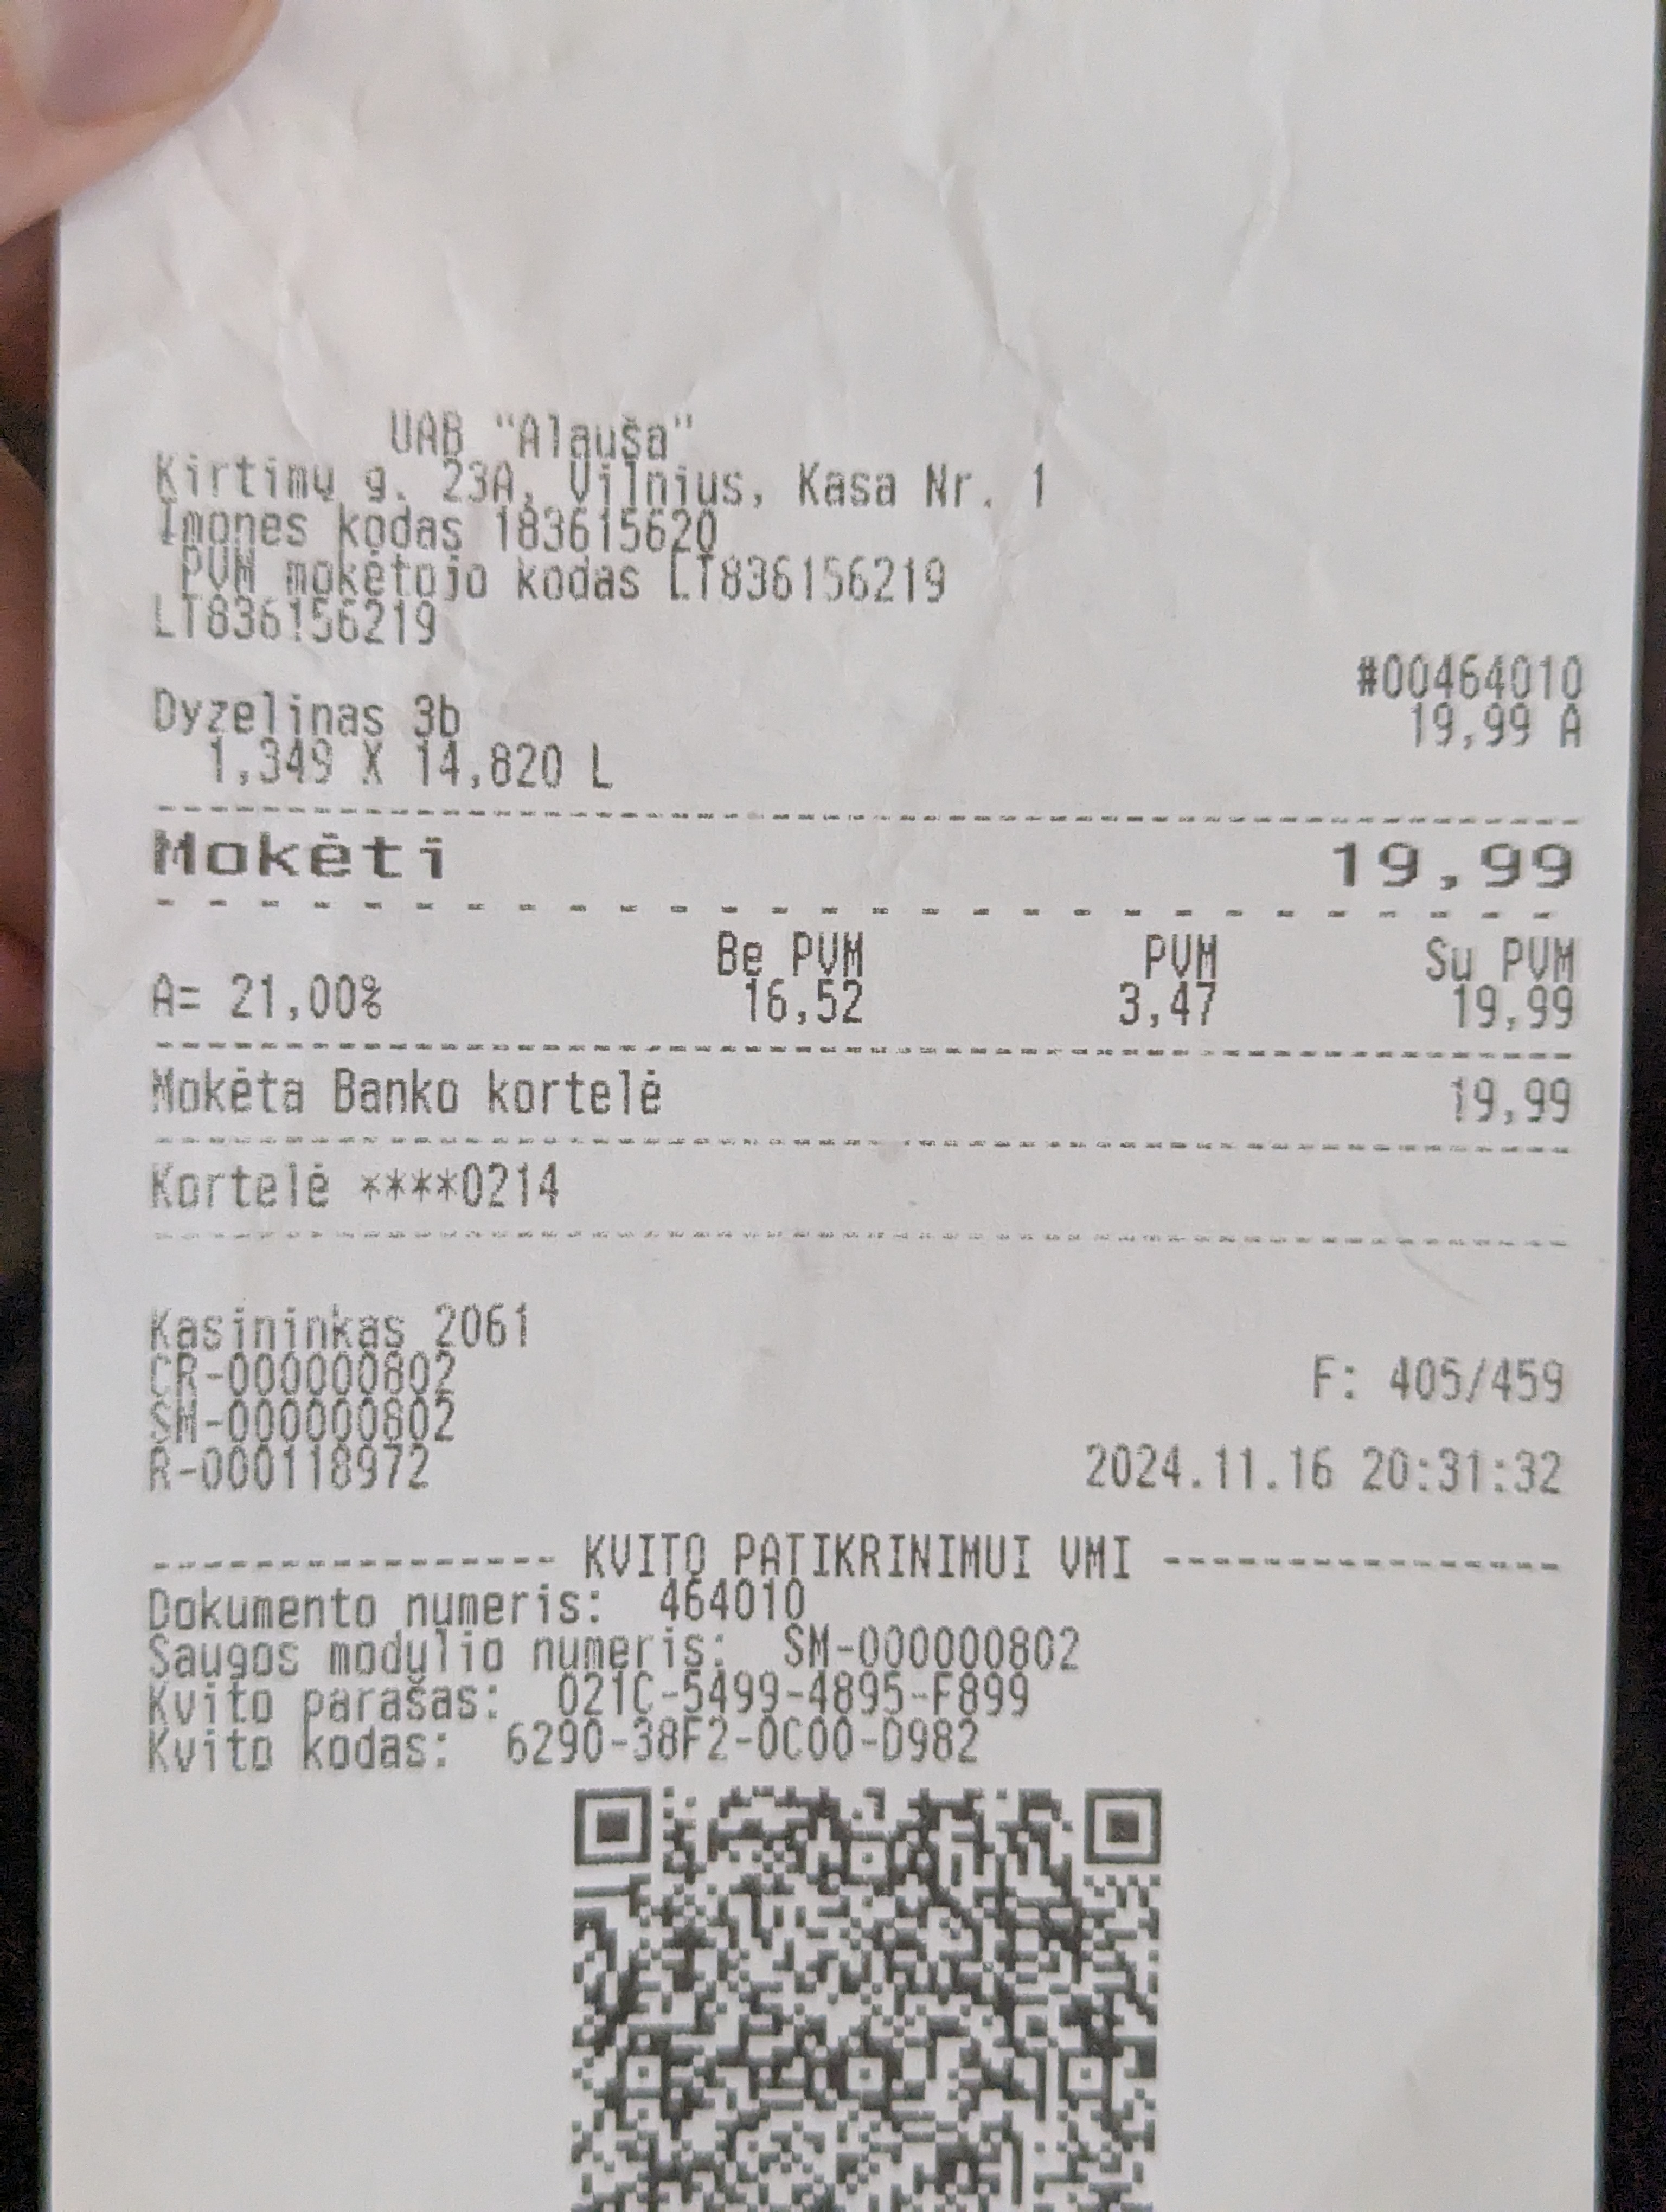 UAB "Alauša"
Kirtimų g. 23A, Vilnius, Kasa Nr. 1
Įmonės kodas 183615620
PVM mokėtojo kodas LT836156219
LT836156219
#00464010
Dyzelinas 3b 19,99 A
1,349 X 14,820 L
Mokėti 19,99
Be PVM PVM Su PVM
A= 21,00% 16,52 3,47 19,99
Mokėta Banko kortelė 19,99
Kortelė ****0214
Kasininkas 2061
CR-000000802 F: 405/459
SM-000000802
R-000118972 2024.11.16 20:31:32
---------------- KVITO PATIKRINIMUI VMI ----------------
Dokumento numeris: 464010
Saugos modulio numeris: SM-000000802
Kvito parašas: 021C-5499-4895-F899
Kvito kodas: 6290-38F2-0C00-D982